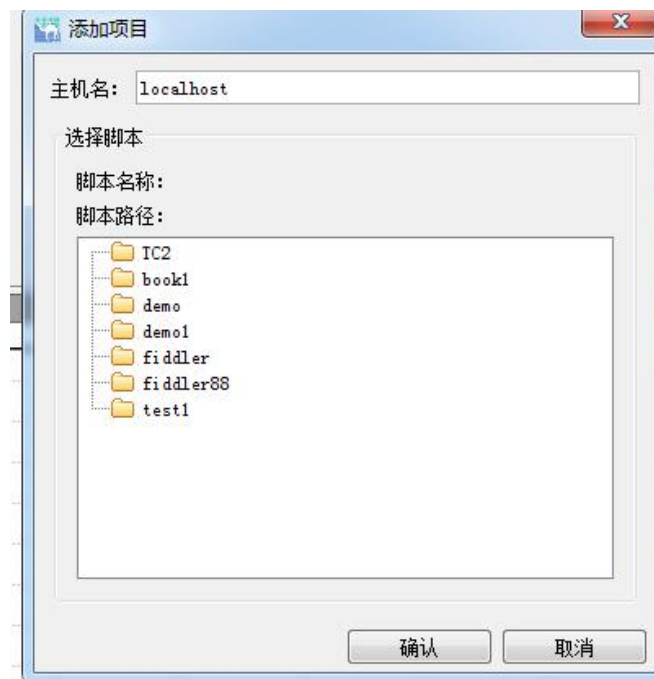 添加项目
主机名: localhost
选择脚本
脚本名称:
脚本路径:
TC2
book1
demo
demo1
fiddler
fiddler88
test1
确认 取消